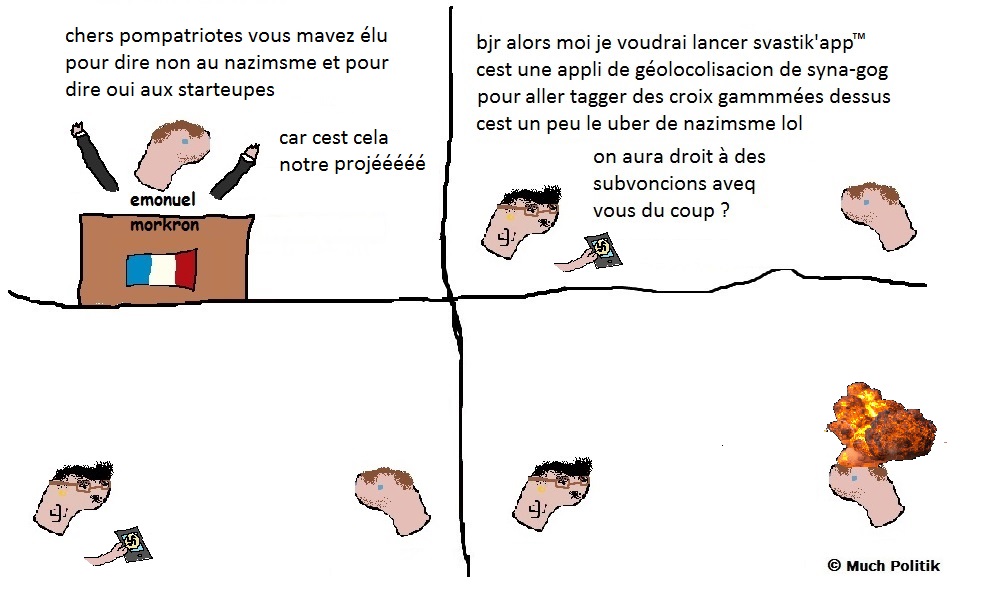 chers pompatriotes vous mavez élu
pour dire non au nazimsme et pour
dire oui aux starteupes
car cest cela
notre projééééé
emonuel
morkron
bjr alors moi je voudrai lancer svastik'app™
cest une appli de géolocolisacion de syna-gog
pour aller tagger des croix gammmées dessus
cest un peu le uber de nazimsme lol
on aura droit à des
subvoncions aveq
vous du coup ?
© Much Politik